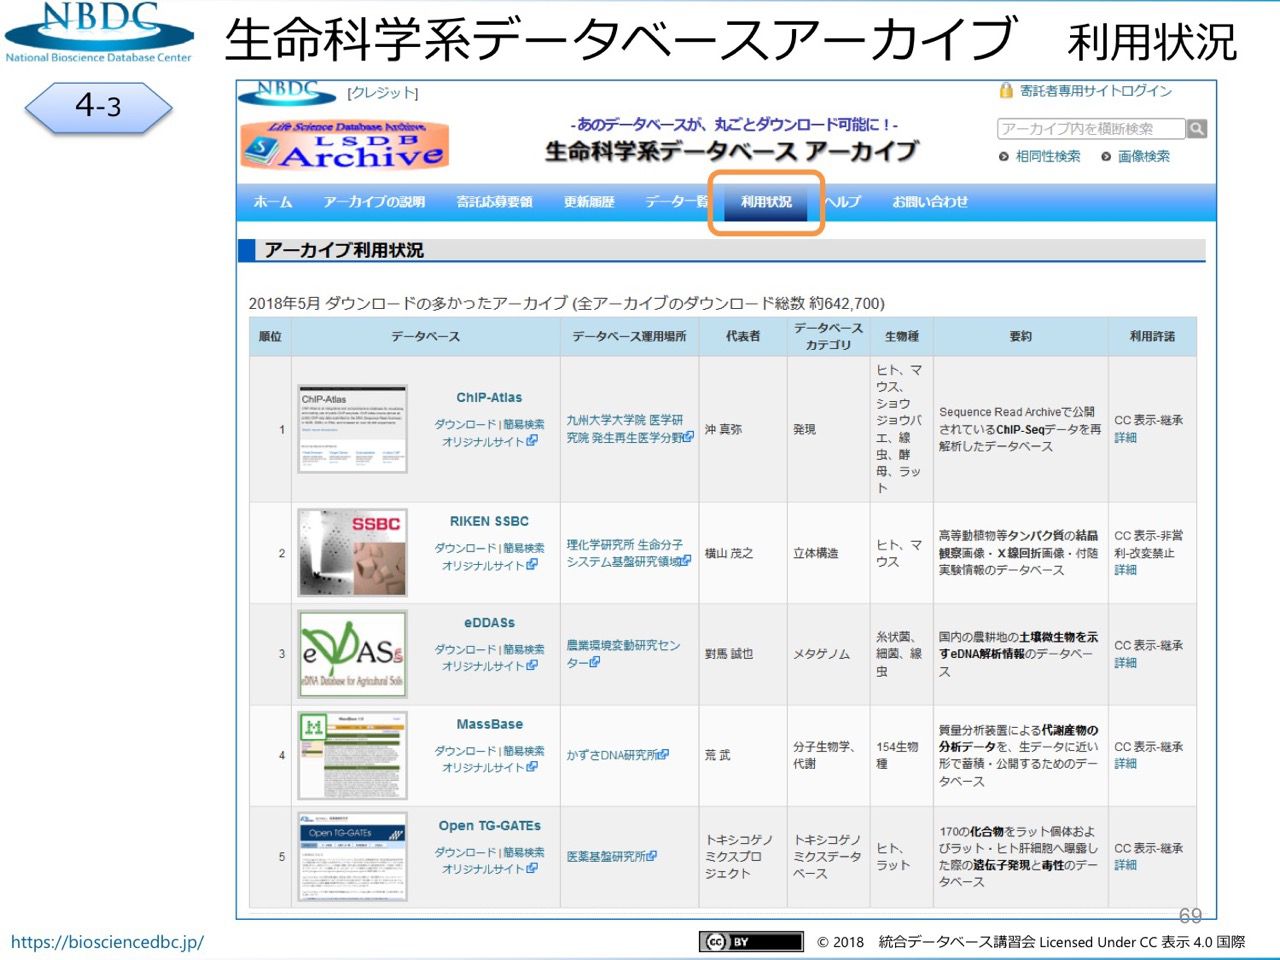 NBDC
National Bioscience Database Center
生命科学系データベースアーカイブ 利用状況
4-3
NBDC
[クレジット]
寄託者専用サイトログイン
Life Science Database Archive
LSDB
Archive
-あのデータベースが、丸ごとダウンロード可能に！-
生命科学系データベース アーカイブ
アーカイブ内を横断検索
相同性検索 画像検索
ホーム アーカイブの説明 寄託応募要領 更新履歴 データ一覧 利用状況 ヘルプ お問い合わせ
アーカイブ利用状況
2018年5月 ダウンロードの多かったアーカイブ (全アーカイブのダウンロード総数 約642,700)
順位 データベース データベース運用場所 代表者 データベース
カテゴリ 生物種 要約 利用許諾
1
ChIP-Atlas
ChIP-Atlas
ダウンロード | 簡易検索
オリジナルサイト
九州大学大学院 医学研
究院 発生再生医学分野
沖 真弥
発現
ヒト、マ
ウス、
ショウ
ジョウバ
エ、線
虫、酵
母、ラッ
ト
Sequence Read Archiveで公開
されているChIP-Seqデータを再
解析したデータベース
CC 表示-継承
詳細
2
SSBC
RIKEN SSBC
ダウンロード | 簡易検索
オリジナルサイト
理化学研究所 生命分子
システム基盤研究領域
横山 茂之
立体構造
ヒト、マ
ウス
高等動植物等タンパク質の結晶
観察画像・Ｘ線回折画像・付随
実験情報のデータベース
CC 表示-非営
利-改変禁止
詳細
3
eDDASs
eDNA Database for Agricultural Soils
eDDASs
ダウンロード | 簡易検索
オリジナルサイト
農業環境変動研究セン
ター
對馬 誠也
メタゲノム
糸状菌、
細菌、線
虫
国内の農耕地の土壌微生物を示
すeDNA解析情報のデータベー
ス
CC 表示-継承
詳細
4
MassBase
ダウンロード | 簡易検索
オリジナルサイト
かずさDNA研究所
荒 武
分子生物学、
代謝
154生物
種
質量分析装置による代謝産物の
分析データを、生データに近い
形で蓄積・公開するためのデー
タベース
CC 表示-継承
詳細
5
Open TG-GATEs
Open TG-GATEs
ダウンロード | 簡易検索
オリジナルサイト
医薬基盤研究所
トキシコゲノ
ミクスプロ
ジェクト
トキシコゲノ
ミクスデータ
ベース
ヒト、
ラット
170の化合物をラット個体およ
びラット・ヒト肝細胞へ曝露し
た際の遺伝子発現と毒性のデー
タベース
CC 表示-継承
詳細
69
https://biosciencedbc.jp/
cc BY
© 2018 統合データベース講習会 Licensed Under CC 表示 4.0 国際